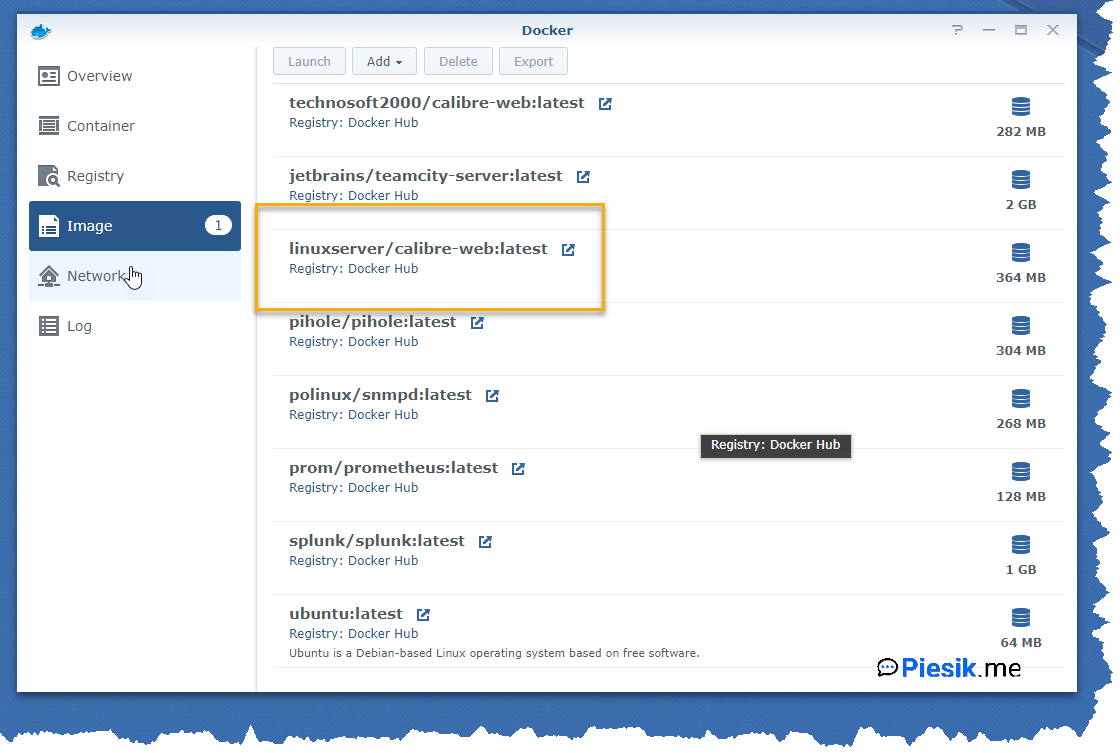 Docker
Overview
Container
Registry
Image 1
Network
Log
Launch Add Delete Export
technosoft2000/calibre-web:latest
Registry: Docker Hub
282 MB
jetbrains/teamcity-server:latest
Registry: Docker Hub
2 GB
linuxserver/calibre-web:latest
Registry: Docker Hub
364 MB
pihole/pihole:latest
Registry: Docker Hub
304 MB
polinux/snmpd:latest
Registry: Docker Hub
268 MB
Registry: Docker Hub
prom/prometheus:latest
Registry: Docker Hub
128 MB
splunk/splunk:latest
Registry: Docker Hub
1 GB
ubuntu:latest
Registry: Docker Hub
Ubuntu is a Debian-based Linux operating system based on free software.
64 MB
Piesik.me